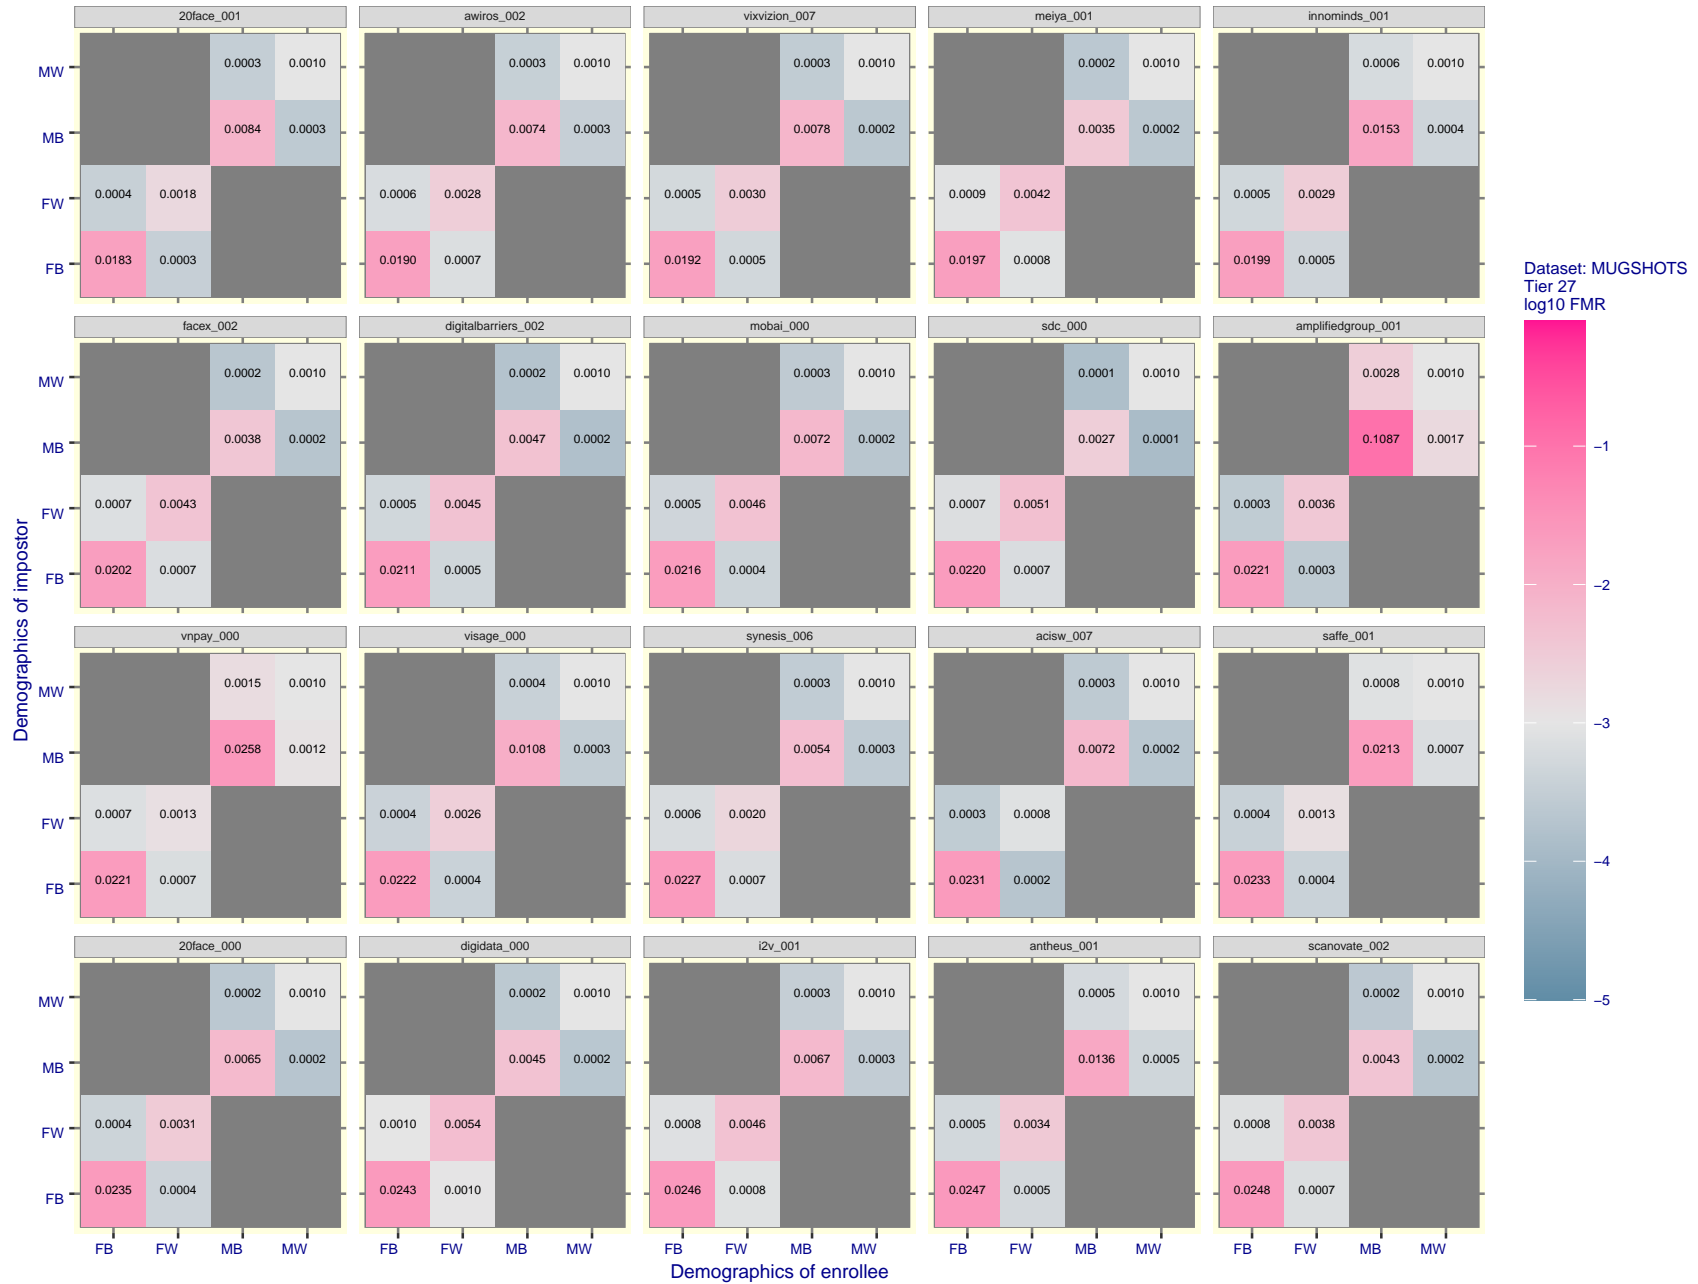 20face_001 awiros_002 vixvizion_007 meiya_001 innominds_001
MW 0.0003 0.0010 0.0003 0.0010 0.0003 0.0010 0.0002 0.0010 0.0006 0.0010
MB 0.0084 0.0003 0.0074 0.0003 0.0078 0.0002 0.0035 0.0002 0.0153 0.0004
FW 0.0004 0.0018 0.0006 0.0028 0.0005 0.0030 0.0009 0.0042 0.0005 0.0029
FB 0.0183 0.0003 0.0190 0.0007 0.0192 0.0005 0.0197 0.0008 0.0199 0.0005
facex_002 digitalbarriers_002 mobai_000 sdc_000 amplifiedgroup_001
MW 0.0002 0.0010 0.0002 0.0010 0.0003 0.0010 0.0001 0.0010 0.0028 0.0010
MB 0.0038 0.0002 0.0047 0.0002 0.0072 0.0002 0.0027 0.0001 0.1087 0.0017
FW 0.0007 0.0043 0.0005 0.0045 0.0005 0.0046 0.0007 0.0051 0.0003 0.0036
FB 0.0202 0.0007 0.0211 0.0005 0.0216 0.0004 0.0220 0.0007 0.0221 0.0003
vnpay_000 visage_000 synesis_006 acisw_007 saffe_001
MW 0.0015 0.0010 0.0004 0.0010 0.0003 0.0010 0.0003 0.0010 0.0008 0.0010
MB 0.0258 0.0012 0.0108 0.0003 0.0054 0.0003 0.0072 0.0002 0.0213 0.0007
FW 0.0007 0.0013 0.0004 0.0026 0.0006 0.0020 0.0003 0.0008 0.0004 0.0013
FB 0.0221 0.0007 0.0222 0.0004 0.0227 0.0007 0.0231 0.0002 0.0233 0.0004
20face_000 digidata_000 i2v_001 antheus_001 scanovate_002
MW 0.0002 0.0010 0.0002 0.0010 0.0003 0.0010 0.0005 0.0010 0.0002 0.0010
MB 0.0065 0.0002 0.0045 0.0002 0.0067 0.0003 0.0136 0.0005 0.0043 0.0002
FW 0.0004 0.0031 0.0010 0.0054 0.0008 0.0046 0.0005 0.0034 0.0008 0.0038
FB 0.0235 0.0004 0.0243 0.0010 0.0246 0.0008 0.0247 0.0005 0.0248 0.0007
FB FW MB MW FB FW MB MW FB FW MB MW FB FW MB MW FB FW MB MW
Demographics of enrollee
Demographics of impostor
Dataset: MUGSHOTS
Tier 27
log10 FMR
−1
−2
−3
−4
−5